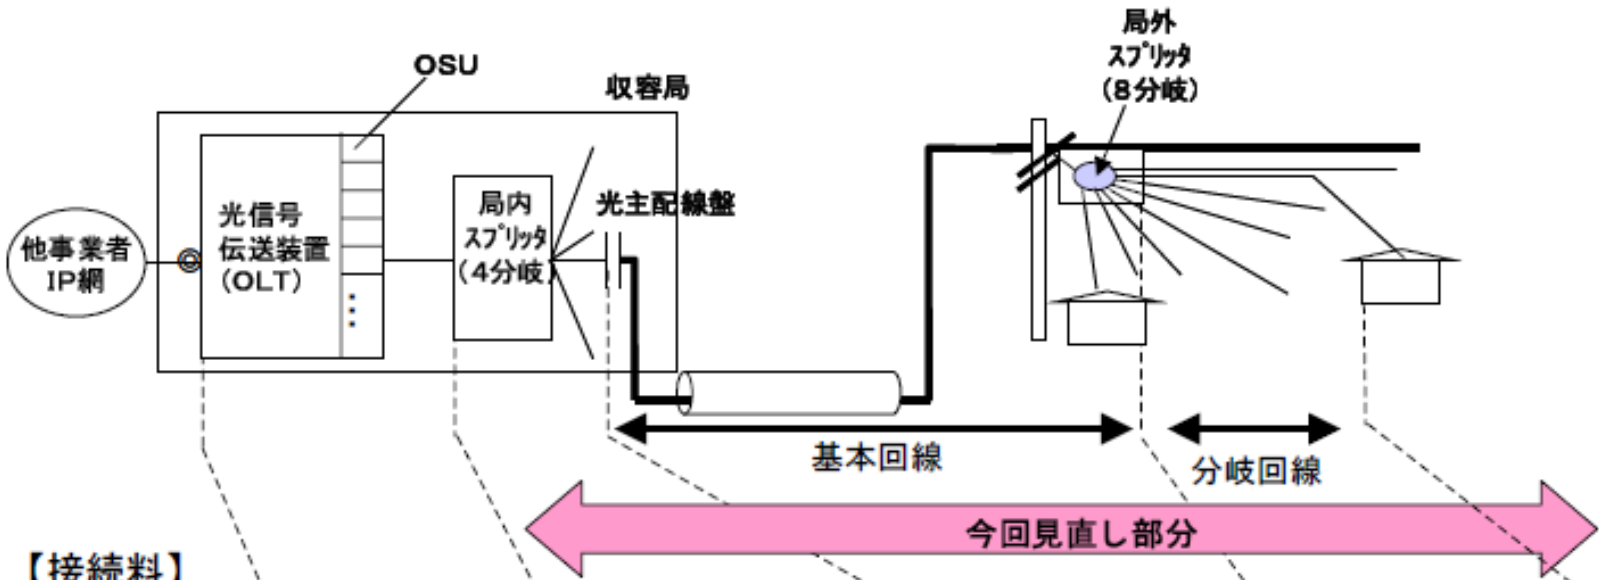 局外
スプリッタ
(8分岐)
OSU
収容局
光信号
伝送装置
(OLT)
局内
スプリッタ
(4分岐)
光主配線盤
他事業者
IP網
基本回線
分岐回線
今回見直し部分
【接続料】